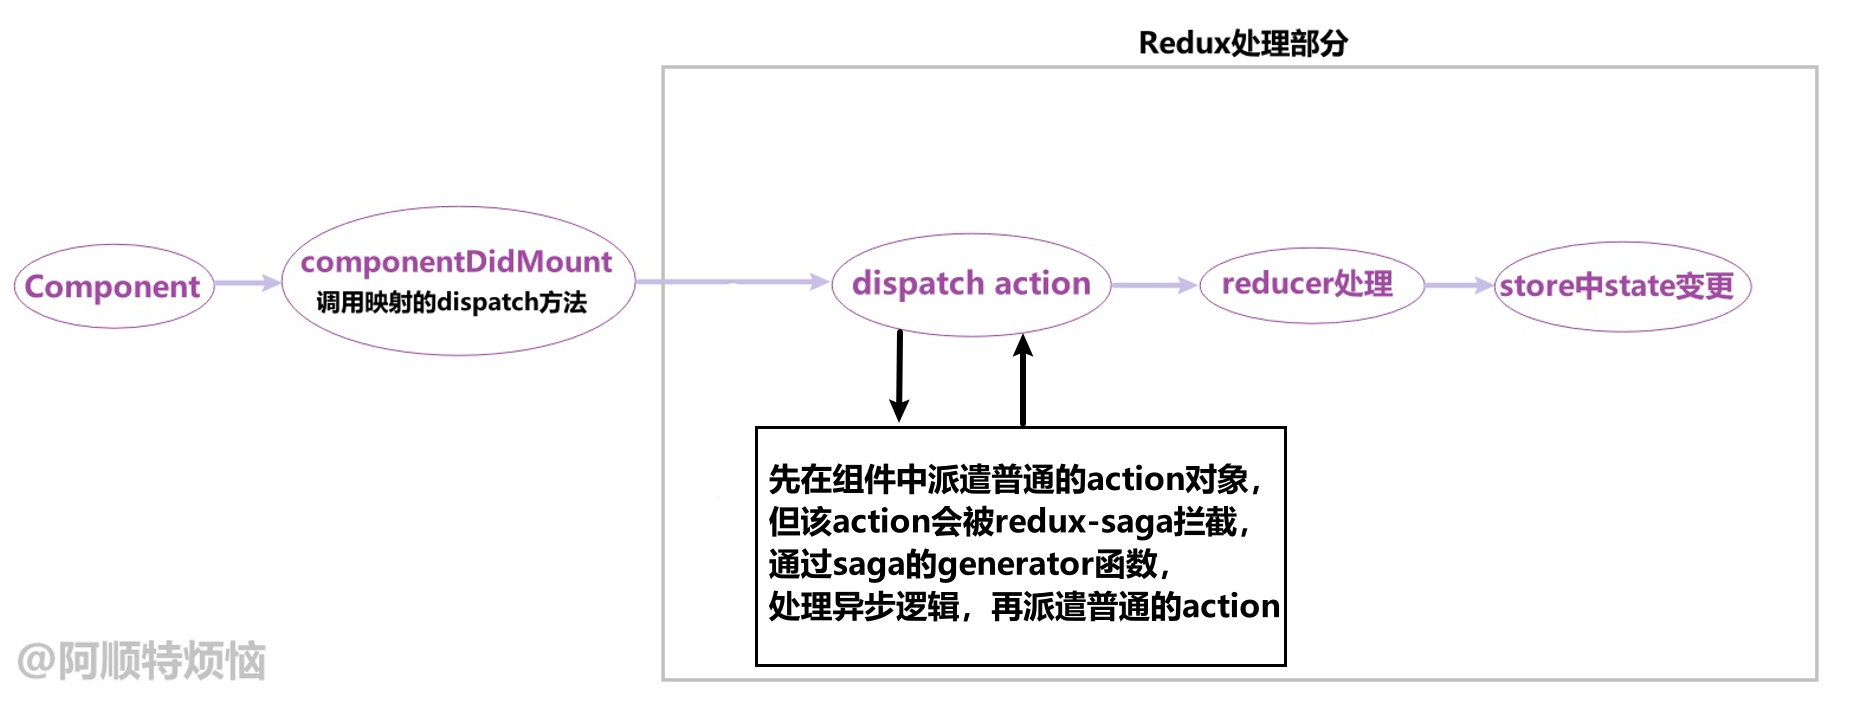 Redux处理部分
Component
componentDidMount
调用映射的dispatch方法
dispatch action
reducer处理
store中state变更
先在组件中派遣普通的action对象，
但该action会被redux-saga拦截，
通过saga的generator函数，
处理异步逻辑，再派遣普通的action
@阿顺特烦恼